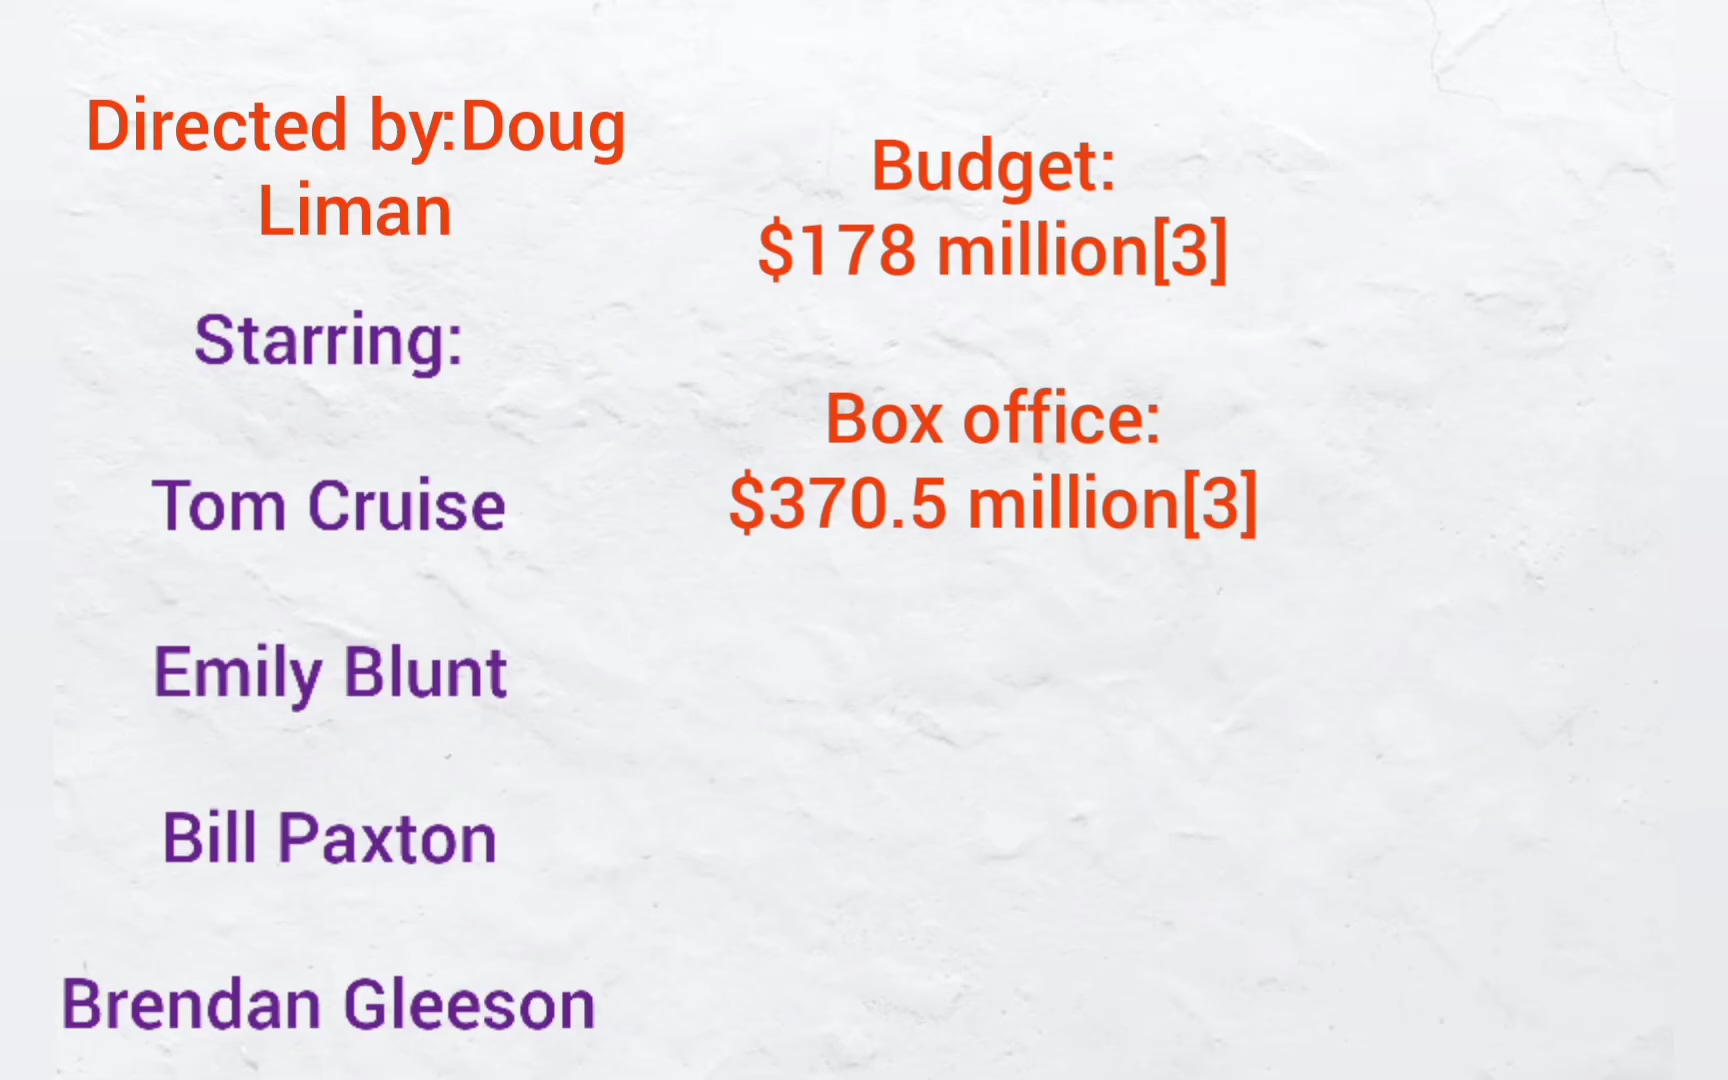 Directed by:Doug
Liman
Starring:
Tom Cruise
Emily Blunt
Bill Paxton
Brendan Gleeson
Budget:
$178 million[3]
Box office:
$370.5 million[3]